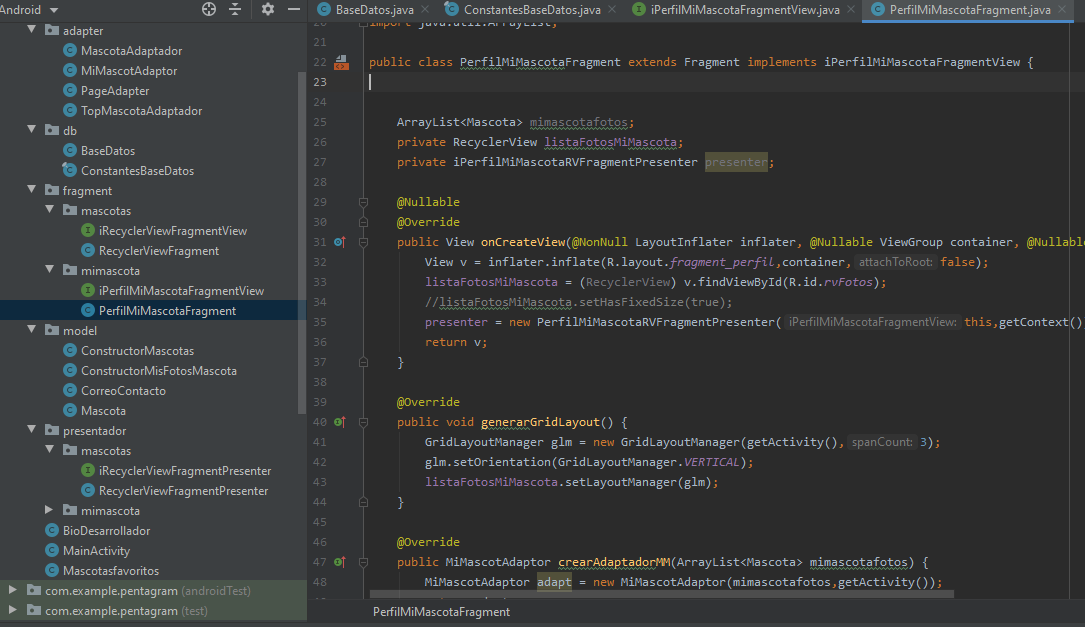 Android
adapter
MascotaAdaptador
MiMascotAdaptor
PageAdapter
TopMascotaAdaptador
db
BaseDatos
ConstantesBaseDatos
fragment
mascotas
iRecyclerViewFragmentView
RecyclerViewFragment
mimascota
iPerfilMiMascotaFragmentView
PerfilMiMascotaFragment
model
ConstructorMascotas
ConstructorMisFotosMascota
CorreoContacto
Mascota
presentador
mascotas
iRecyclerViewFragmentPresenter
RecyclerViewFragmentPresenter
mimascota
BioDesarrollador
MainActivity
Mascotasfavoritos
com.example.pentagram (androidTest)
com.example.pentagram (test)
BaseDatos.java
ConstantesBaseDatos.java
iPerfilMiMascotaFragmentView.java
PerfilMiMascotaFragment.java
20 import java.util.ArrayList;
21
22 public class PerfilMiMascotaFragment extends Fragment implements iPerfilMiMascotaFragmentView {
23
24
25 ArrayList<Mascota> mimascotafotos;
26 private RecyclerView listaFotosMiMascota;
27 private iPerfilMiMascotaRVFragmentPresenter presenter;
28
29 @Nullable
30 @Override
31 public View onCreateView(@NonNull LayoutInflater inflater, @Nullable ViewGroup container, @Nullable
32 View v = inflater.inflate(R.layout.fragment_perfil,container, attachToRoot: false);
33 listaFotosMiMascota = (RecyclerView) v.findViewById(R.id.rvFotos);
34 //listaFotosMiMascota.setHasFixedSize(true);
35 presenter = new PerfilMiMascotaRVFragmentPresenter( iPerfilMiMascotaFragmentView: this,getContext()
36 return v;
37 }
38
39 @Override
40 public void generarGridLayout() {
41 GridLayoutManager glm = new GridLayoutManager(getActivity(), spanCount: 3);
42 glm.setOrientation(GridLayoutManager.VERTICAL);
43 listaFotosMiMascota.setLayoutManager(glm);
44 }
45
46 @Override
47 public MiMascotAdaptor crearAdaptadorMM(ArrayList<Mascota> mimascotafotos) {
48 MiMascotAdaptor adapt = new MiMascotAdaptor(mimascotafotos,getActivity());
PerfilMiMascotaFragment